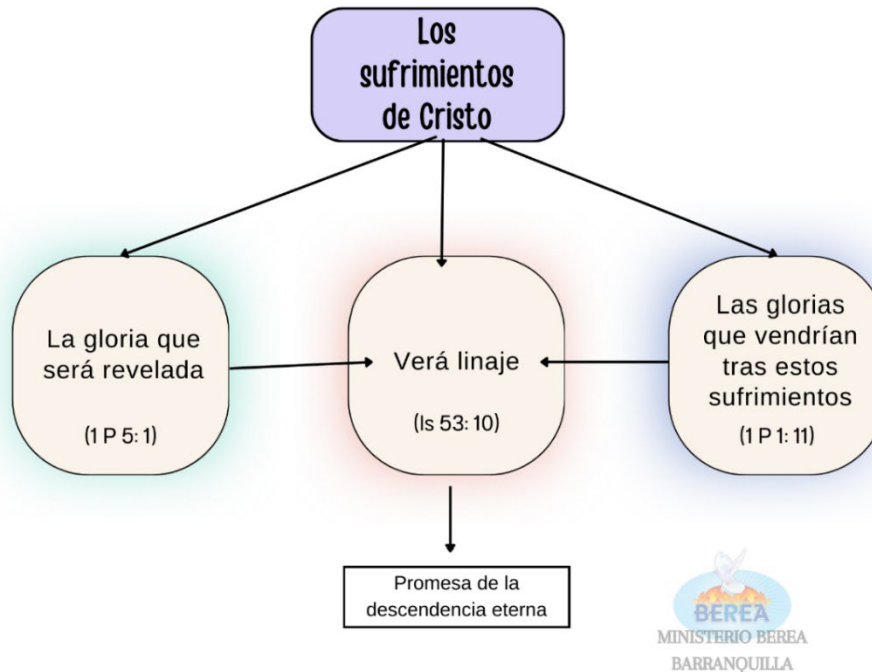 Los
sufrimientos
de Cristo
La gloria que
será revelada
(1 P 5: 1)
Verá linaje
(Is 53: 10)
Las glorias
que vendrían
tras estos
sufrimientos
(1 P 1: 11)
Promesa de la
descendencia eterna
BEREA
MINISTERIO BEREA
BARRANQUILLA